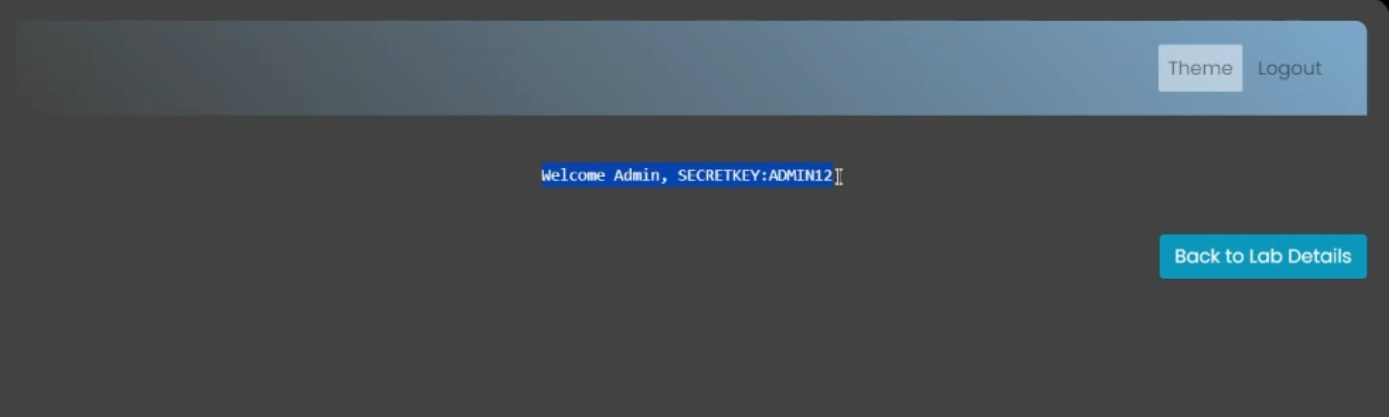 Theme Logout
Welcome Admin, SECRETKEY:ADMIN12
Back to Lab Details